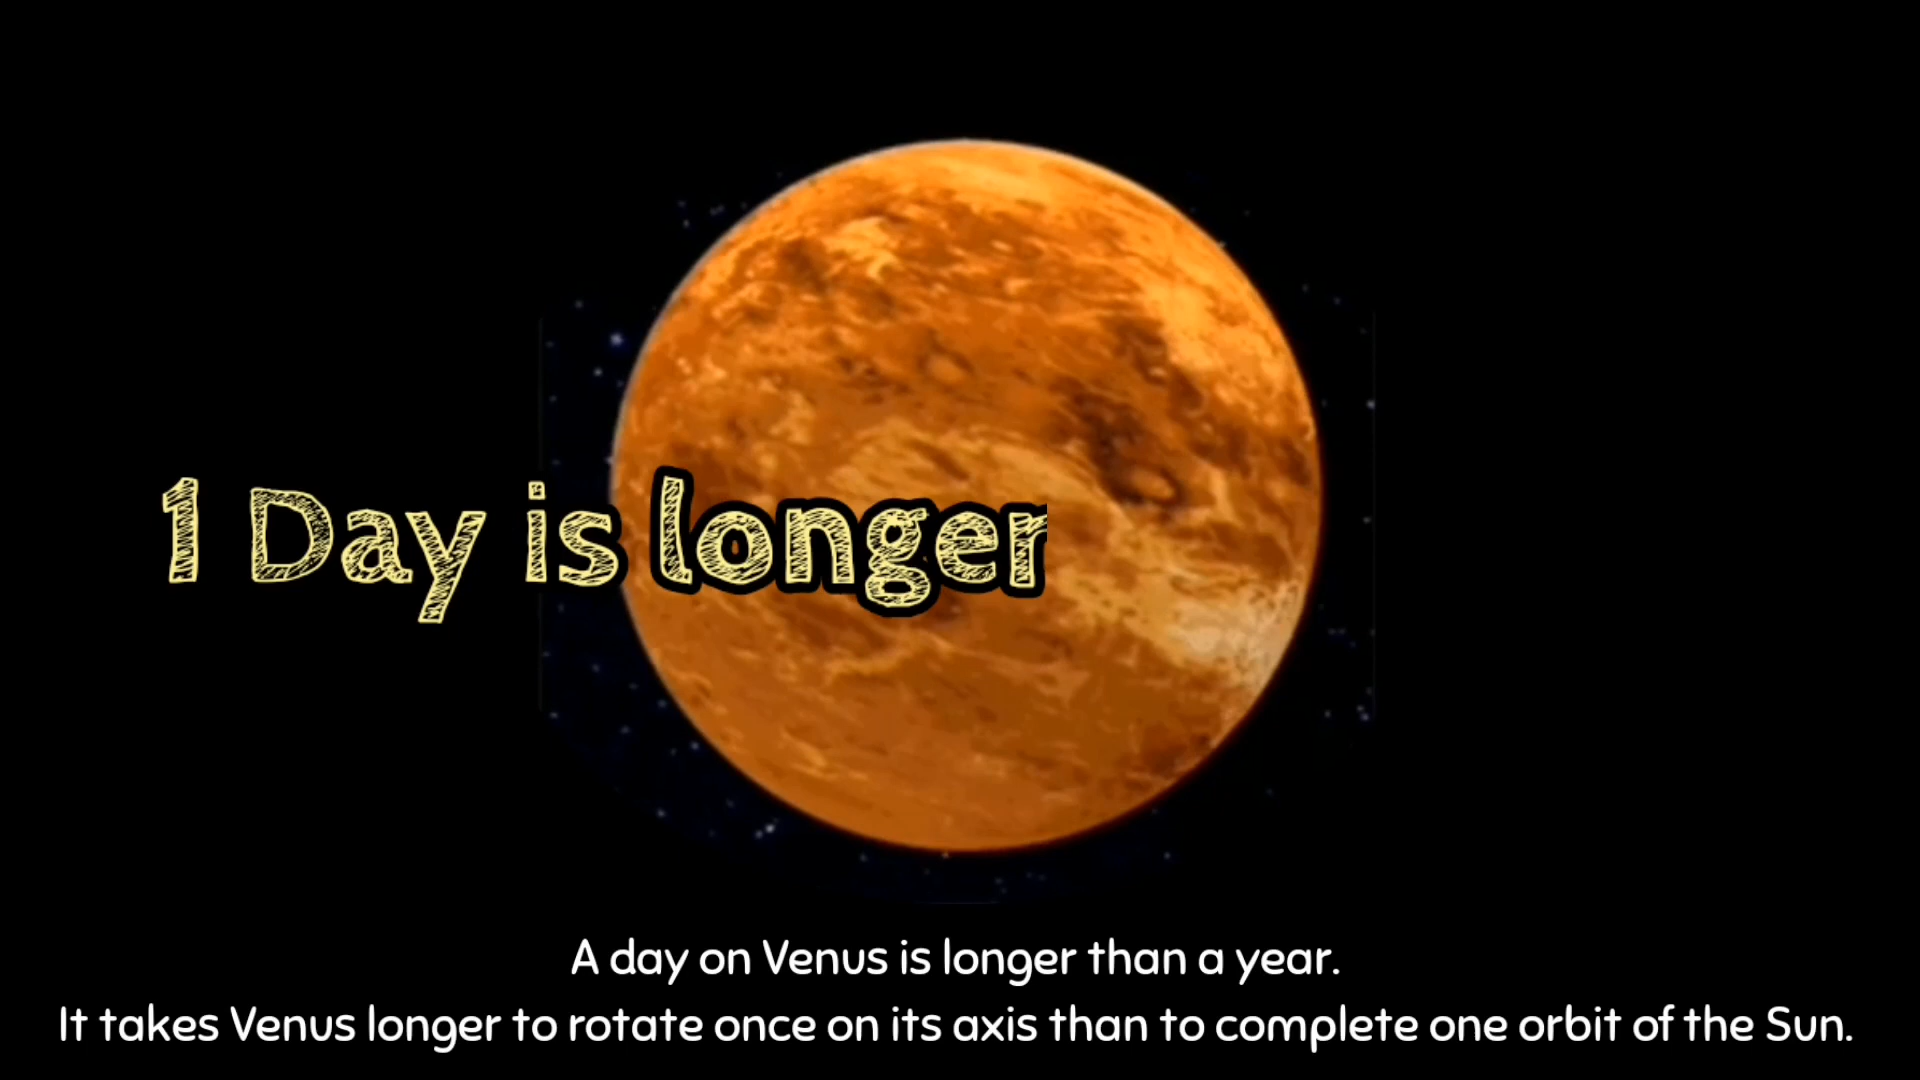 1 Day is longer
A day on Venus is longer than a year.
It takes Venus longer to rotate once on its axis than to complete one orbit of the Sun.